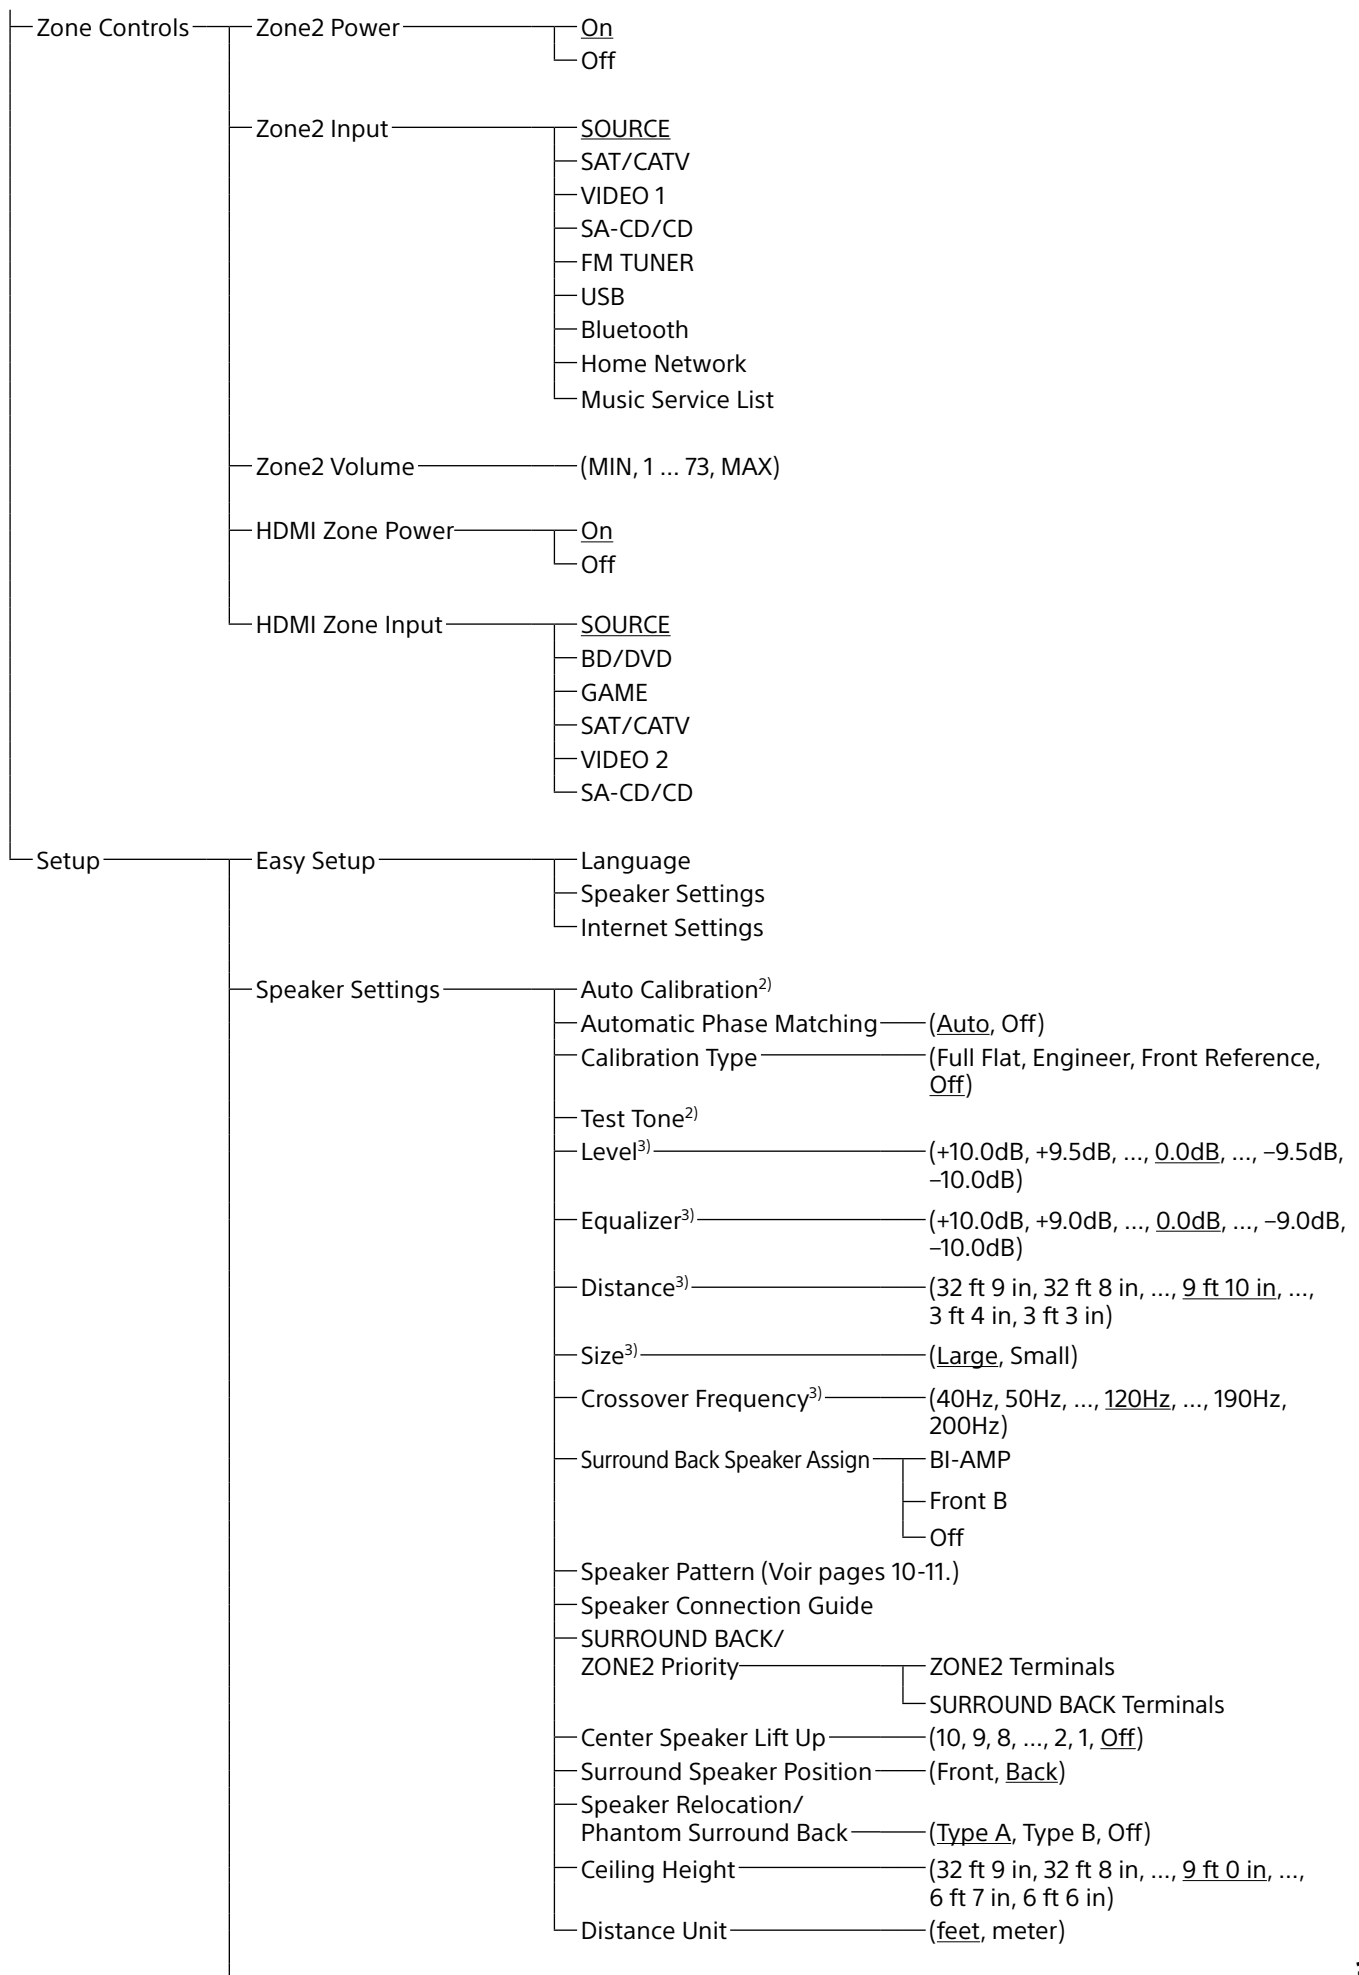 Zone Controls Zone2 Power On
Off
Zone2 Input SOURCE
SAT/CATV
VIDEO 1
SA-CD/CD
FM TUNER
USB
Bluetooth
Home Network
Music Service List
Zone2 Volume (MIN, 1 ... 73, MAX)
HDMI Zone Power On
Off
HDMI Zone Input SOURCE
BD/DVD
GAME
SAT/CATV
VIDEO 2
SA-CD/CD
Setup Easy Setup Language
Speaker Settings
Internet Settings
Speaker Settings Auto Calibration2)
Automatic Phase Matching (Auto, Off)
Calibration Type (Full Flat, Engineer, Front Reference,
Off)
Test Tone2)
Level3) (+10.0dB, +9.5dB, ..., 0.0dB, ..., –9.5dB,
–10.0dB)
Equalizer3) (+10.0dB, +9.0dB, ..., 0.0dB, ..., –9.0dB,
–10.0dB)
Distance3) (32 ft 9 in, 32 ft 8 in, ..., 9 ft 10 in, ...,
3 ft 4 in, 3 ft 3 in)
Size3) (Large, Small)
Crossover Frequency3) (40Hz, 50Hz, ..., 120Hz, ..., 190Hz,
200Hz)
Surround Back Speaker Assign BI-AMP
Front B
Off
Speaker Pattern (Voir pages 10-11.)
Speaker Connection Guide
SURROUND BACK/
ZONE2 Priority ZONE2 Terminals
SURROUND BACK Terminals
Center Speaker Lift Up (10, 9, 8, ..., 2, 1, Off)
Surround Speaker Position (Front, Back)
Speaker Relocation/
Phantom Surround Back (Type A, Type B, Off)
Ceiling Height (32 ft 9 in, 32 ft 8 in, ..., 9 ft 0 in, ...,
6 ft 7 in, 6 ft 6 in)
Distance Unit (feet, meter)